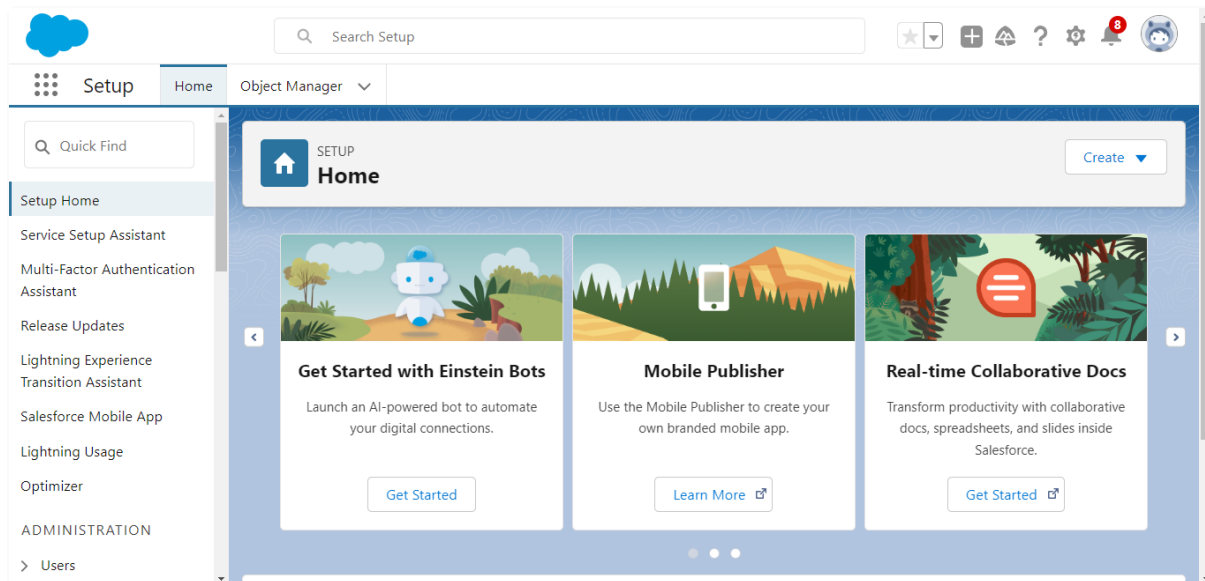 Search Setup
8
Setup
Home
Object Manager
Quick Find
Setup Home
Service Setup Assistant
Multi-Factor Authentication
Assistant
Release Updates
Lightning Experience
Transition Assistant
Salesforce Mobile App
Lightning Usage
Optimizer
ADMINISTRATION
Users
SETUP
Home
Create
Get Started with Einstein Bots
Launch an AI-powered bot to automate
your digital connections.
Get Started
Mobile Publisher
Use the Mobile Publisher to create your
own branded mobile app.
Learn More
Real-time Collaborative Docs
Transform productivity with collaborative
docs, spreadsheets, and slides inside
Salesforce.
Get Started